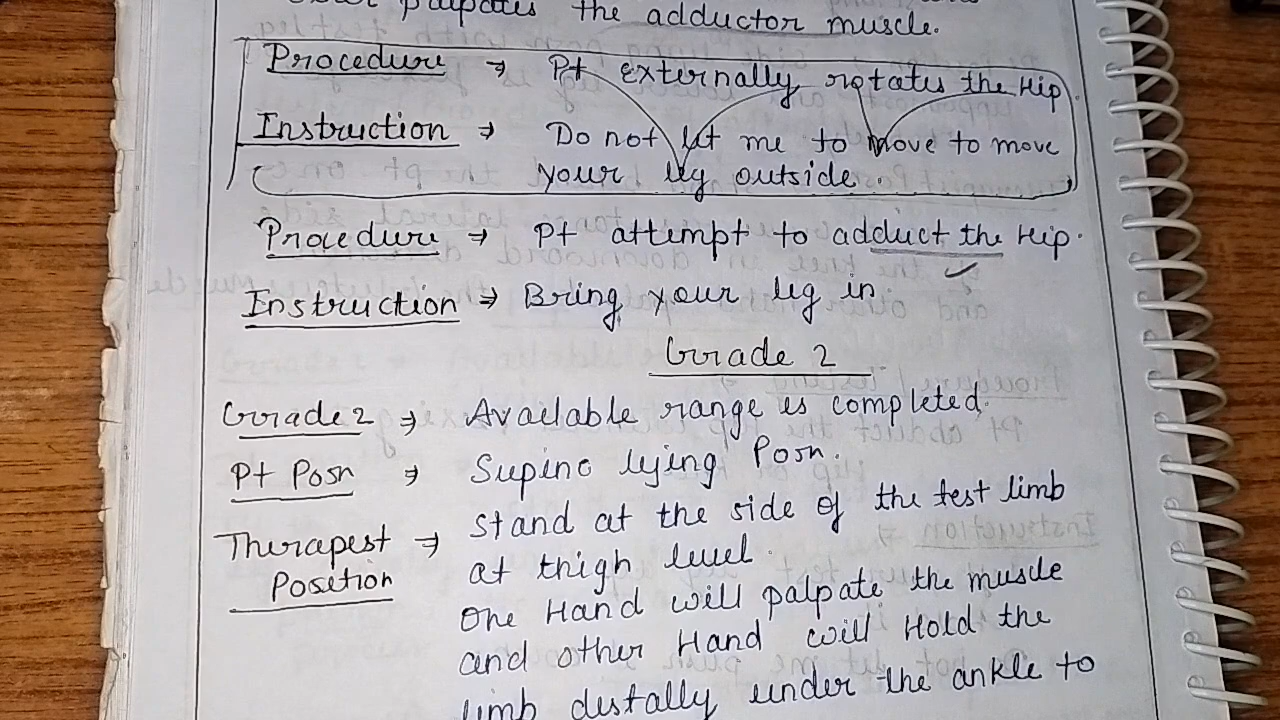 palpates the adductor muscle.
Procedure → Pt externally rotates the Hip.
Instruction → Do not let me to move to move
your leg outside.
Procedure → Pt attempt to adduct the Hip.
Instruction → Bring your leg in.
Grade 2
Grade 2 → Available range is completed.
Pt Posn → Supine lying Posn.
Therapest → Stand at the side of the test limb
Position
at thigh level.
One Hand will palpate the muscle
and other Hand will Hold the
limb distally under the ankle to